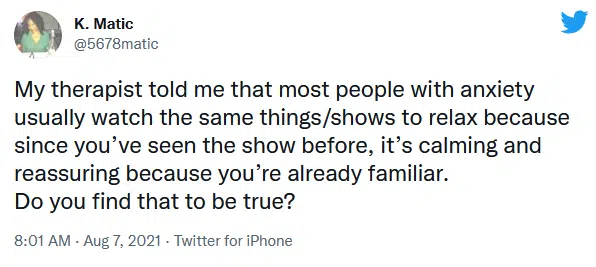 K. Matic
@5678matic
My therapist told me that most people with anxiety
usually watch the same things/shows to relax because
since you’ve seen the show before, it’s calming and
reassuring because you’re already familiar.
Do you find that to be true?
8:01 AM · Aug 7, 2021 · Twitter for iPhone